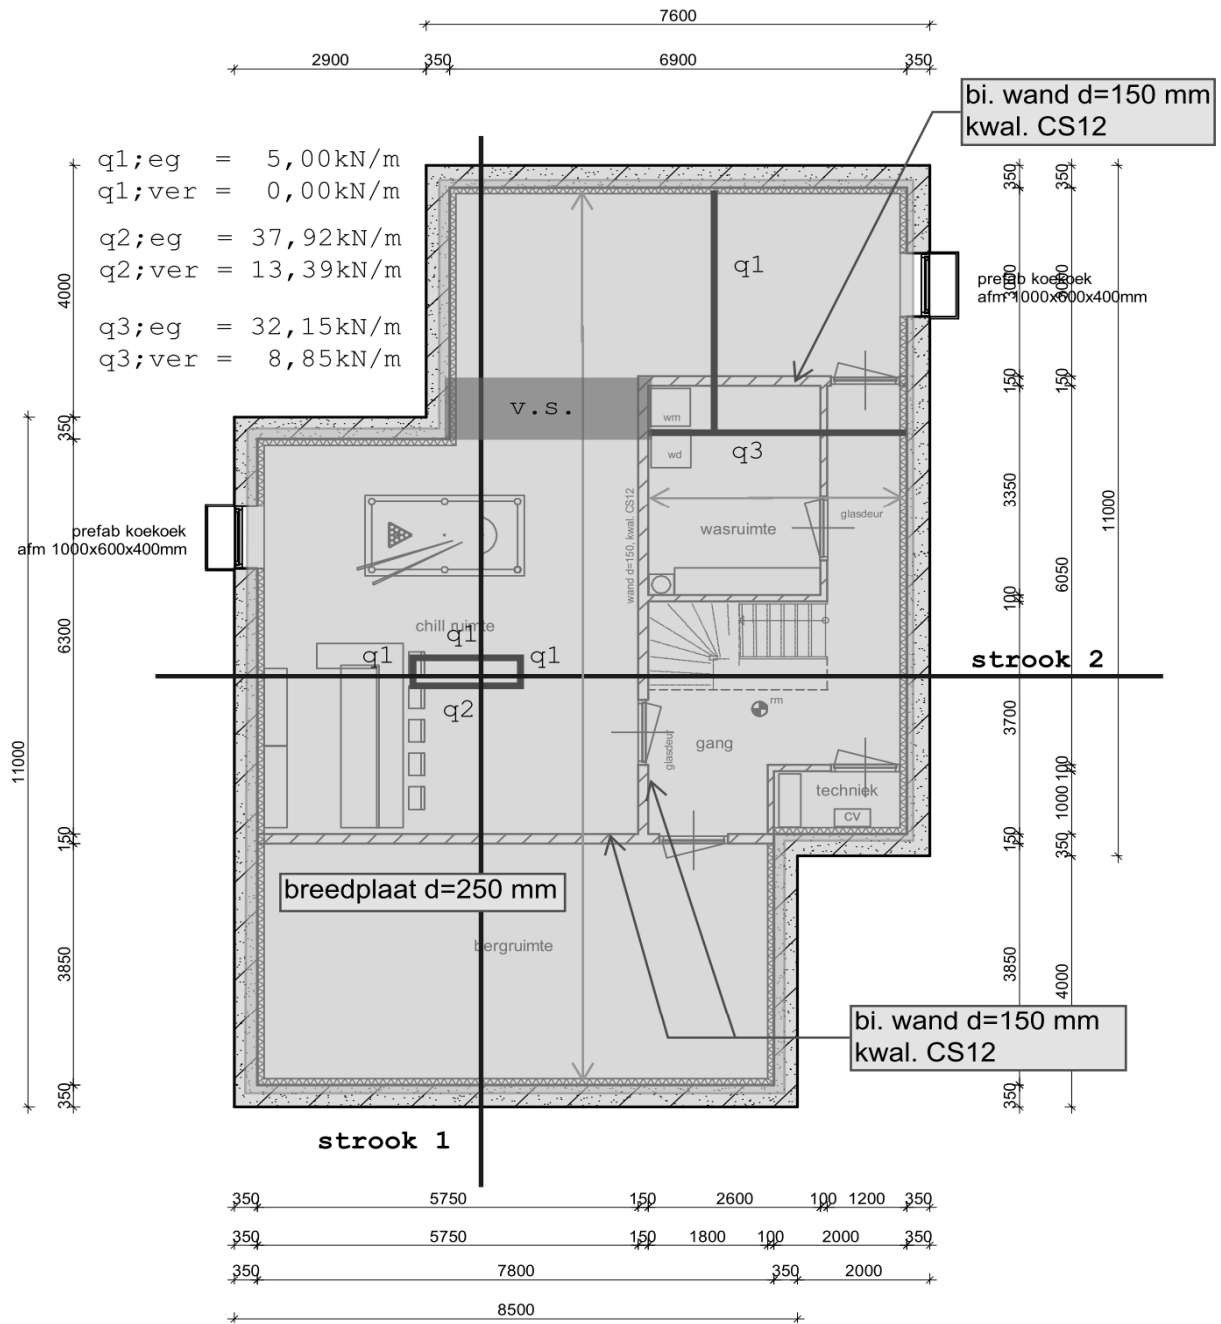 7600
2900
350
6900
350
bi. wand d=150 mm
kwal. CS12
q1;eg = 5,00kN/m
q1;ver = 0,00kN/m
q2;eg = 37,92kN/m
q2;ver = 13,39kN/m
q3;eg = 32,15kN/m
q3;ver = 8,85kN/m
350
350
q1
prefab koekoek
afm 1000x600x400mm
4000
150
150
v.s.
wm
350
q3
wd
3350
11000
wand d=150, kwal. CS12
wasruimte
glasdeur
prefab koekoek
afm 1000x600x400mm
6050
100
6300
chill ruimte
q1
q1
q1
strook 2
q2
rm
gang
glasdeur
3700
11000
techniek
cv
100
1000
150
150
350
breedplaat d=250 mm
bergruimte
3850
3850
4000
bi. wand d=150 mm
kwal. CS12
350
350
strook 1
350
5750
150
2600
100
1200
350
350
5750
150
1800
100
2000
350
350
7800
350
2000
8500